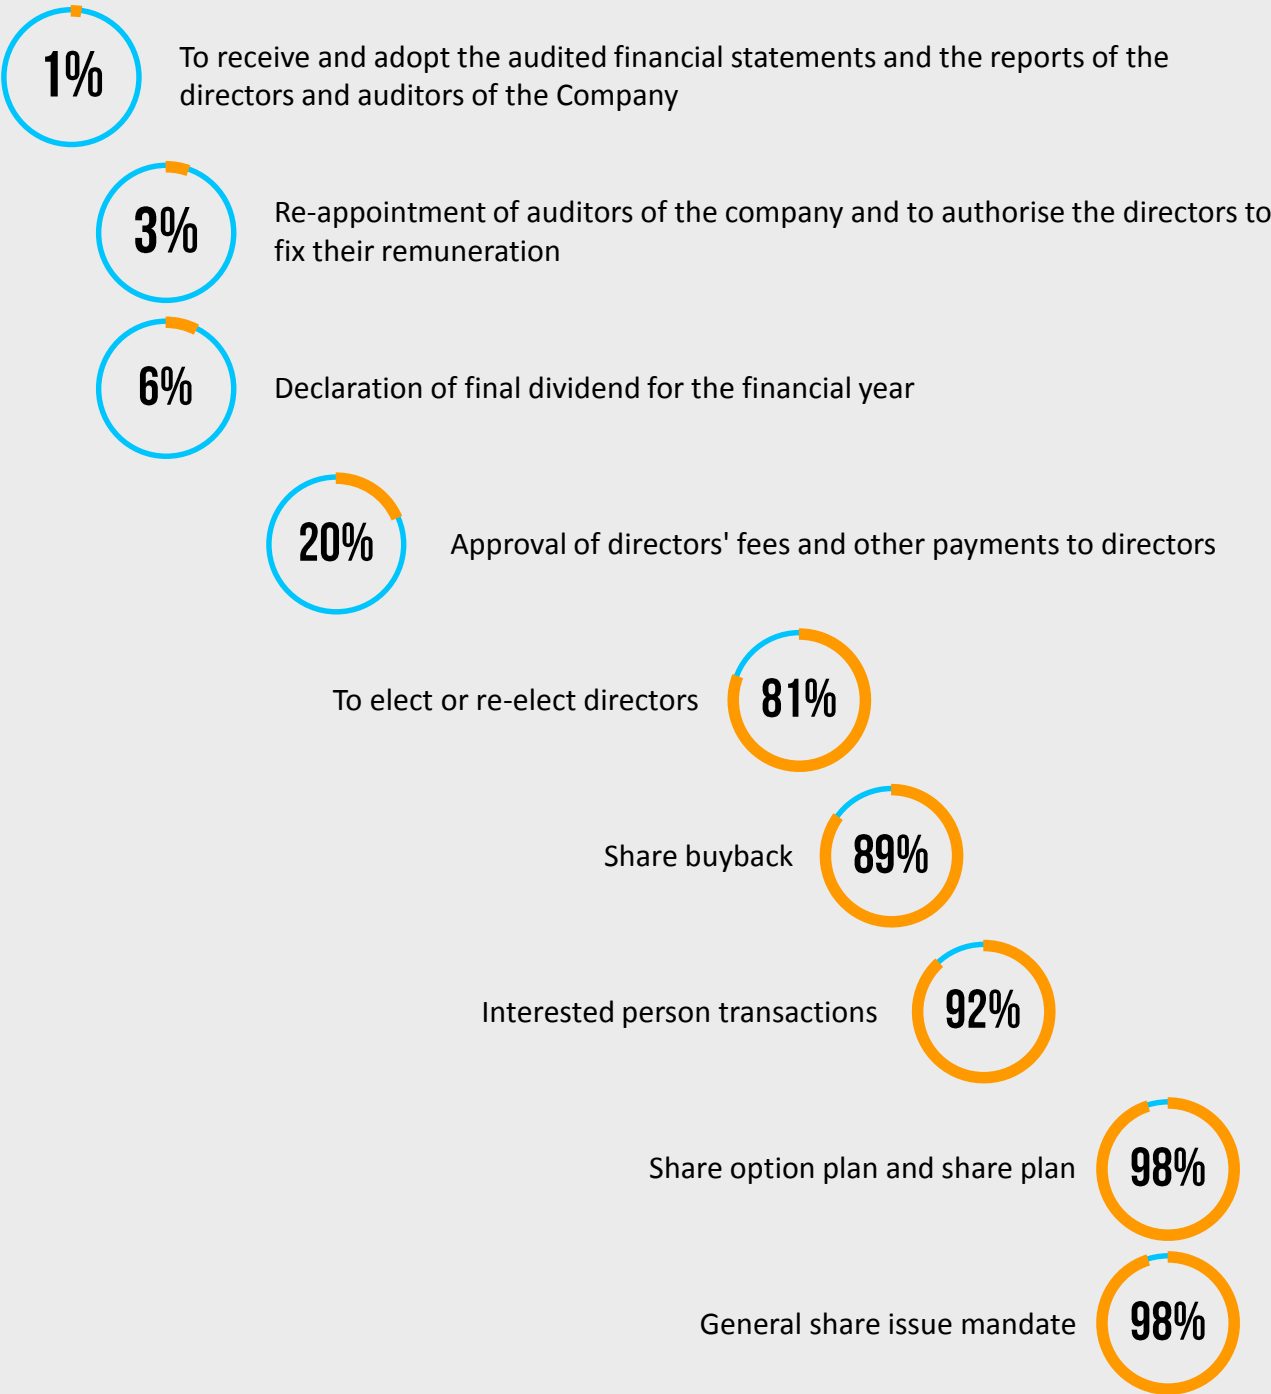 1%
To receive and adopt the audited financial statements and the reports of the
directors and auditors of the Company
3%
Re-appointment of auditors of the company and to authorise the directors to
fix their remuneration
6%
Declaration of final dividend for the financial year
20%
Approval of directors' fees and other payments to directors
To elect or re-elect directors
81%
Share buyback
89%
Interested person transactions
92%
Share option plan and share plan
98%
General share issue mandate
98%